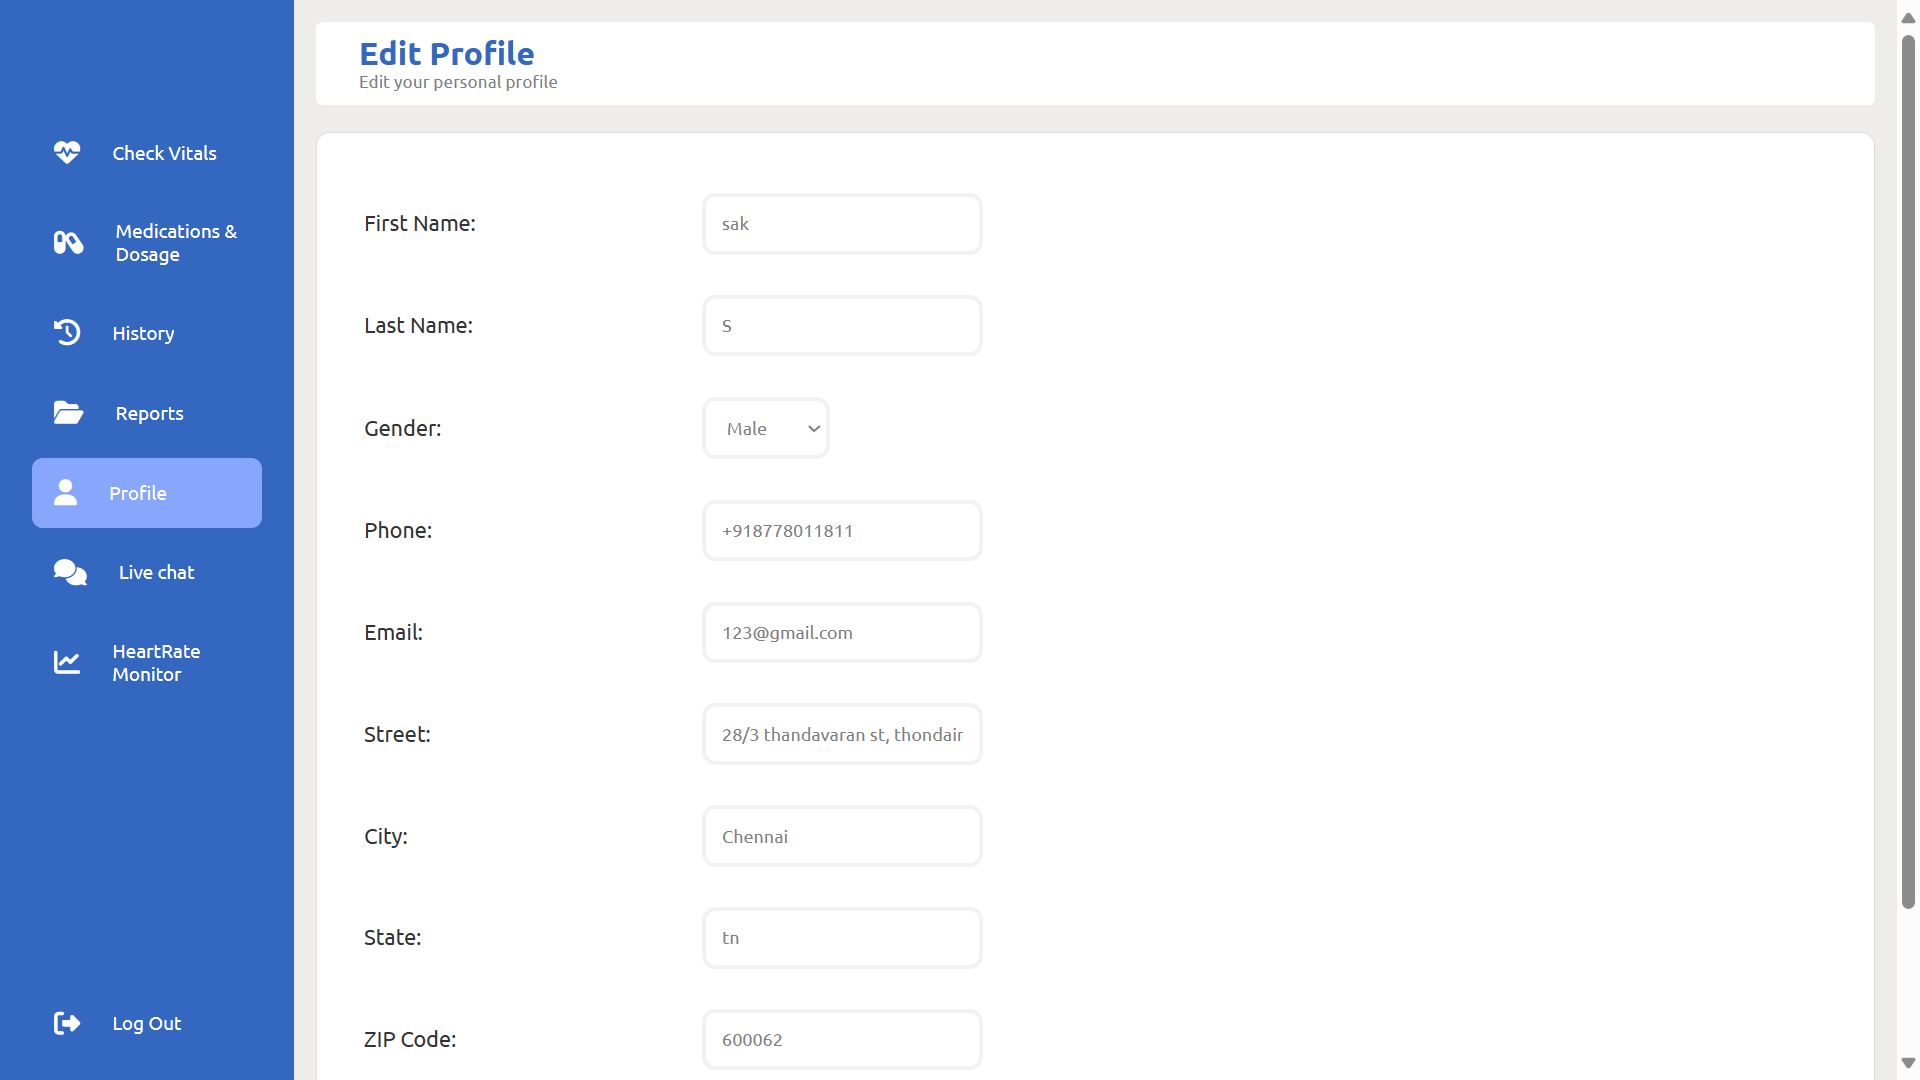 Check Vitals
Medications &
Dosage
History
Reports
Profile
Live chat
HeartRate
Monitor
Log Out
Edit Profile
Edit your personal profile
First Name: sak
Last Name: S
Gender: Male
Phone: +918778011811
Email: 123@gmail.com
Street: 28/3 thandavaran st, thondair
City: Chennai
State: tn
ZIP Code: 600062